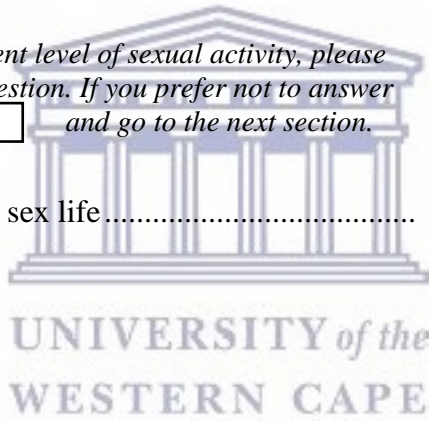 ent level of sexual activity, please
estion. If you prefer not to answer
and go to the next section.
sex life.......................................
UNIVERSITY of the
WESTERN CAPE